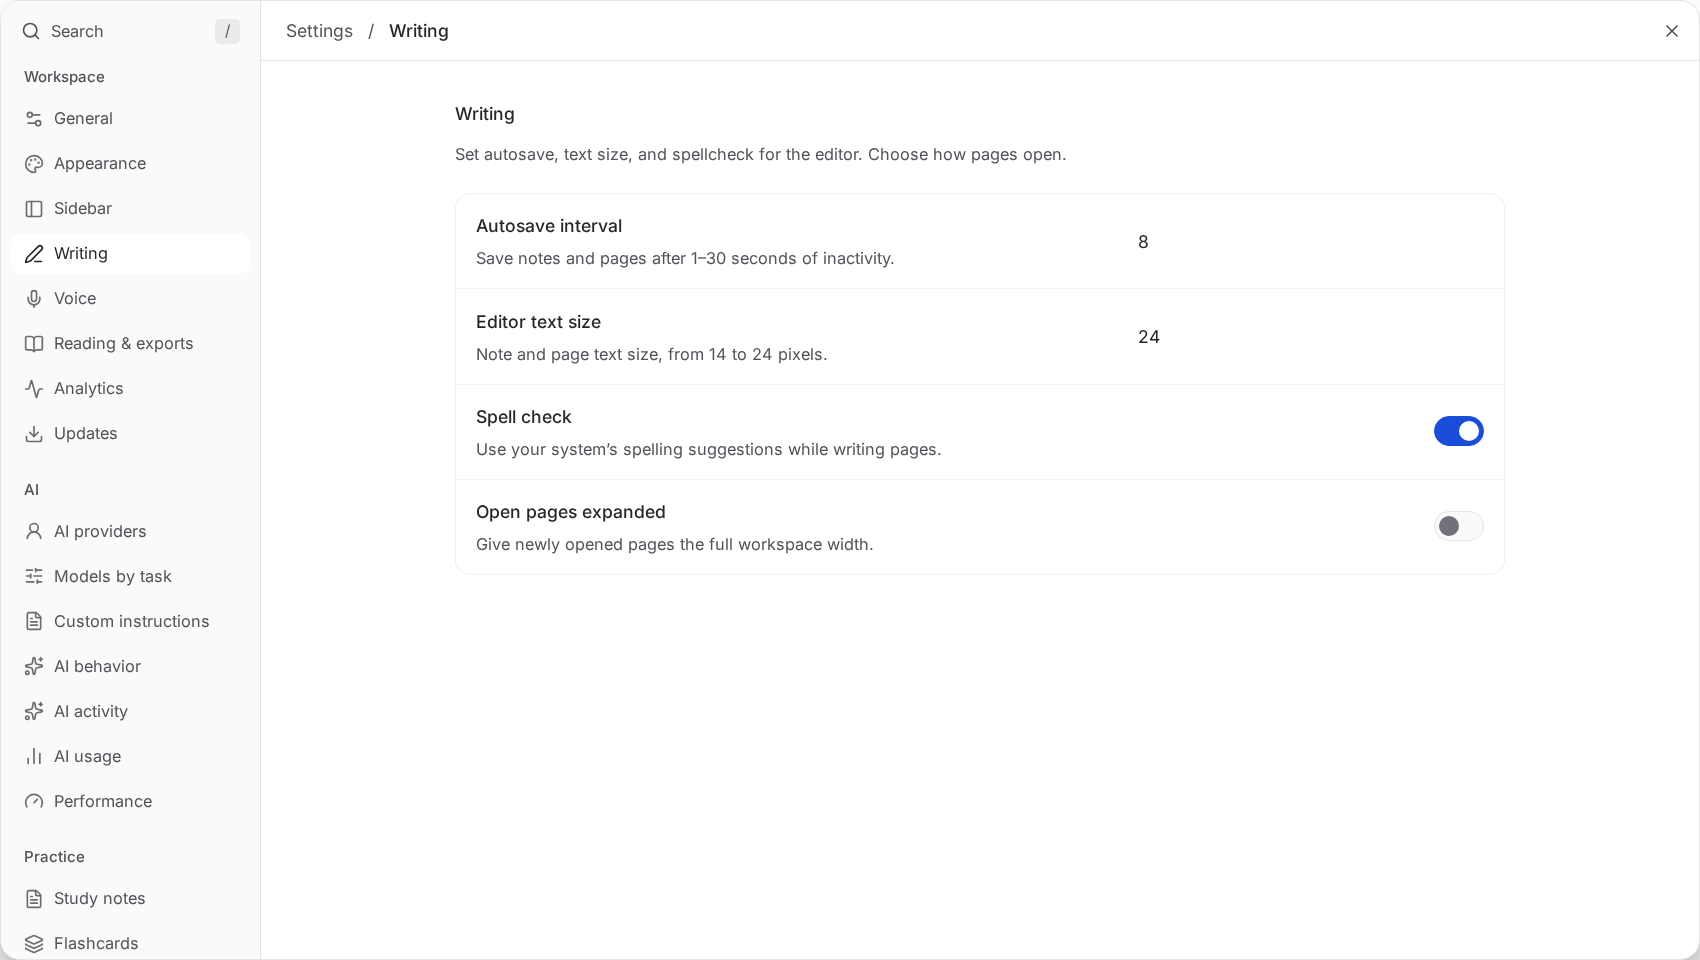 Search /
Workspace
General
Appearance
Sidebar
Writing
Voice
Reading & exports
Analytics
Updates
AI
AI providers
Models by task
Custom instructions
AI behavior
AI activity
AI usage
Performance
Practice
Study notes
Flashcards
Settings / Writing
Writing
Set autosave, text size, and spellcheck for the editor. Choose how pages open.
Autosave interval
Save notes and pages after 1–30 seconds of inactivity.
8
Editor text size
Note and page text size, from 14 to 24 pixels.
24
Spell check
Use your system’s spelling suggestions while writing pages.
Open pages expanded
Give newly opened pages the full workspace width.